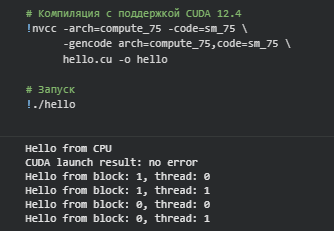 # Компиляция с поддержкой CUDA 12.4
!nvcc -arch=compute_75 -code=sm_75 \
-gencode arch=compute_75,code=sm_75 \
hello.cu -o hello
# Запуск
!./hello
Hello from CPU
CUDA launch result: no error
Hello from block: 1, thread: 0
Hello from block: 1, thread: 1
Hello from block: 0, thread: 0
Hello from block: 0, thread: 1